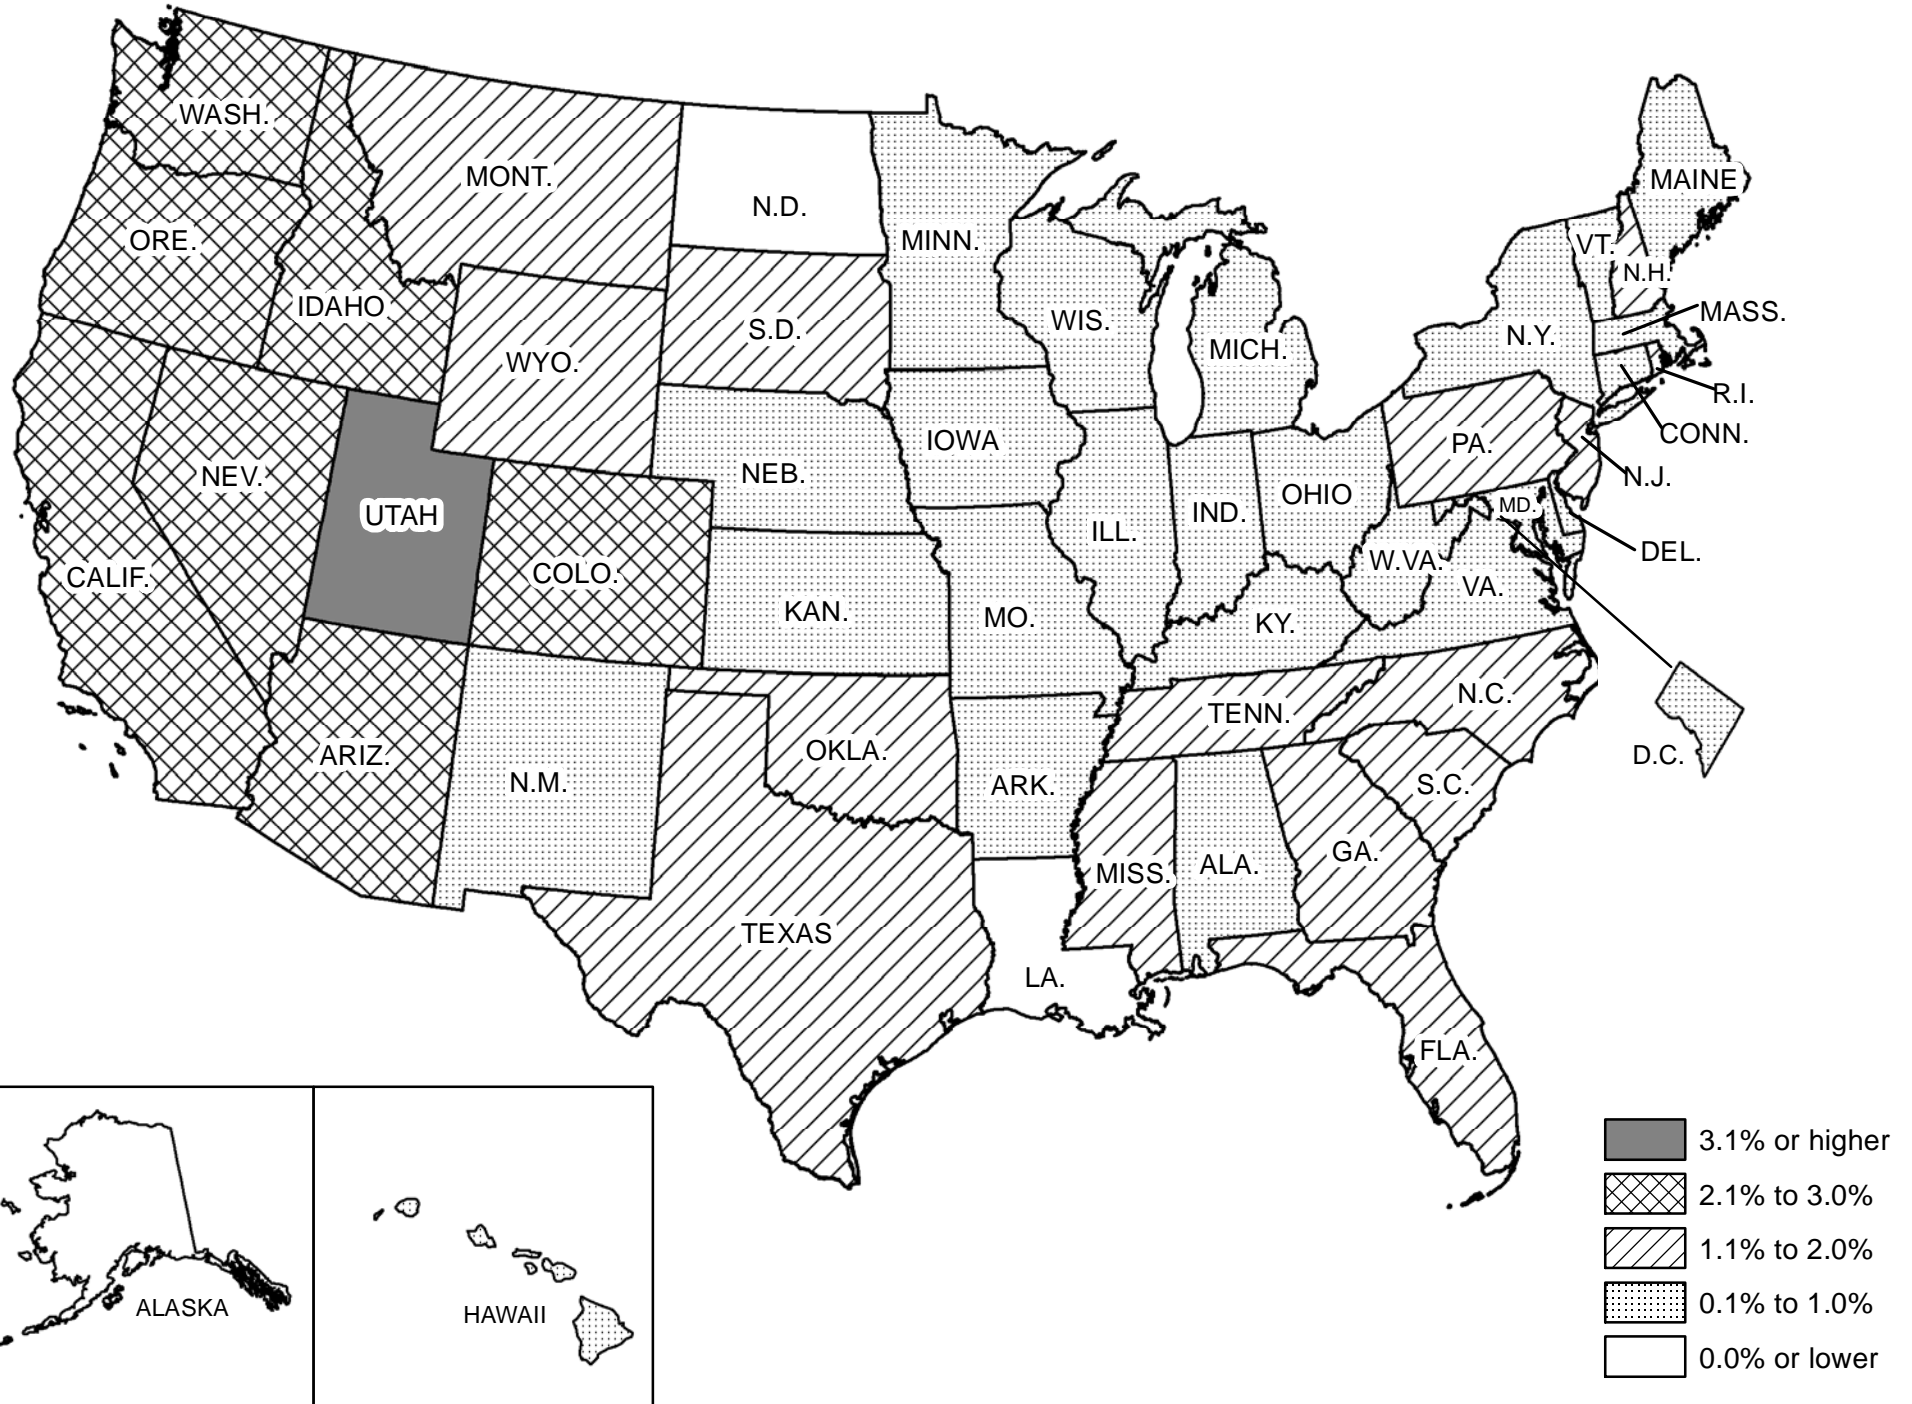 WASH.
MONT.
N.D.
MINN.
MAINE
ORE.
IDAHO
VT.
N.H.
WYO.
S.D.
WIS.
MICH.
N.Y.
MASS.
R.I.
CONN.
NEV.
UTAH
NEB.
IOWA
PA.
N.J.
CALIF.
COLO.
KAN.
MO.
ILL.
IND.
OHIO
W.VA.
VA.
MD.
DEL.
KY.
D.C.
ARIZ.
N.M.
OKLA.
ARK.
TENN.
N.C.
S.C.
TEXAS
LA.
MISS.
ALA.
GA.
FLA.
ALASKA
HAWAII
3.1% or higher
2.1% to 3.0%
1.1% to 2.0%
0.1% to 1.0%
0.0% or lower